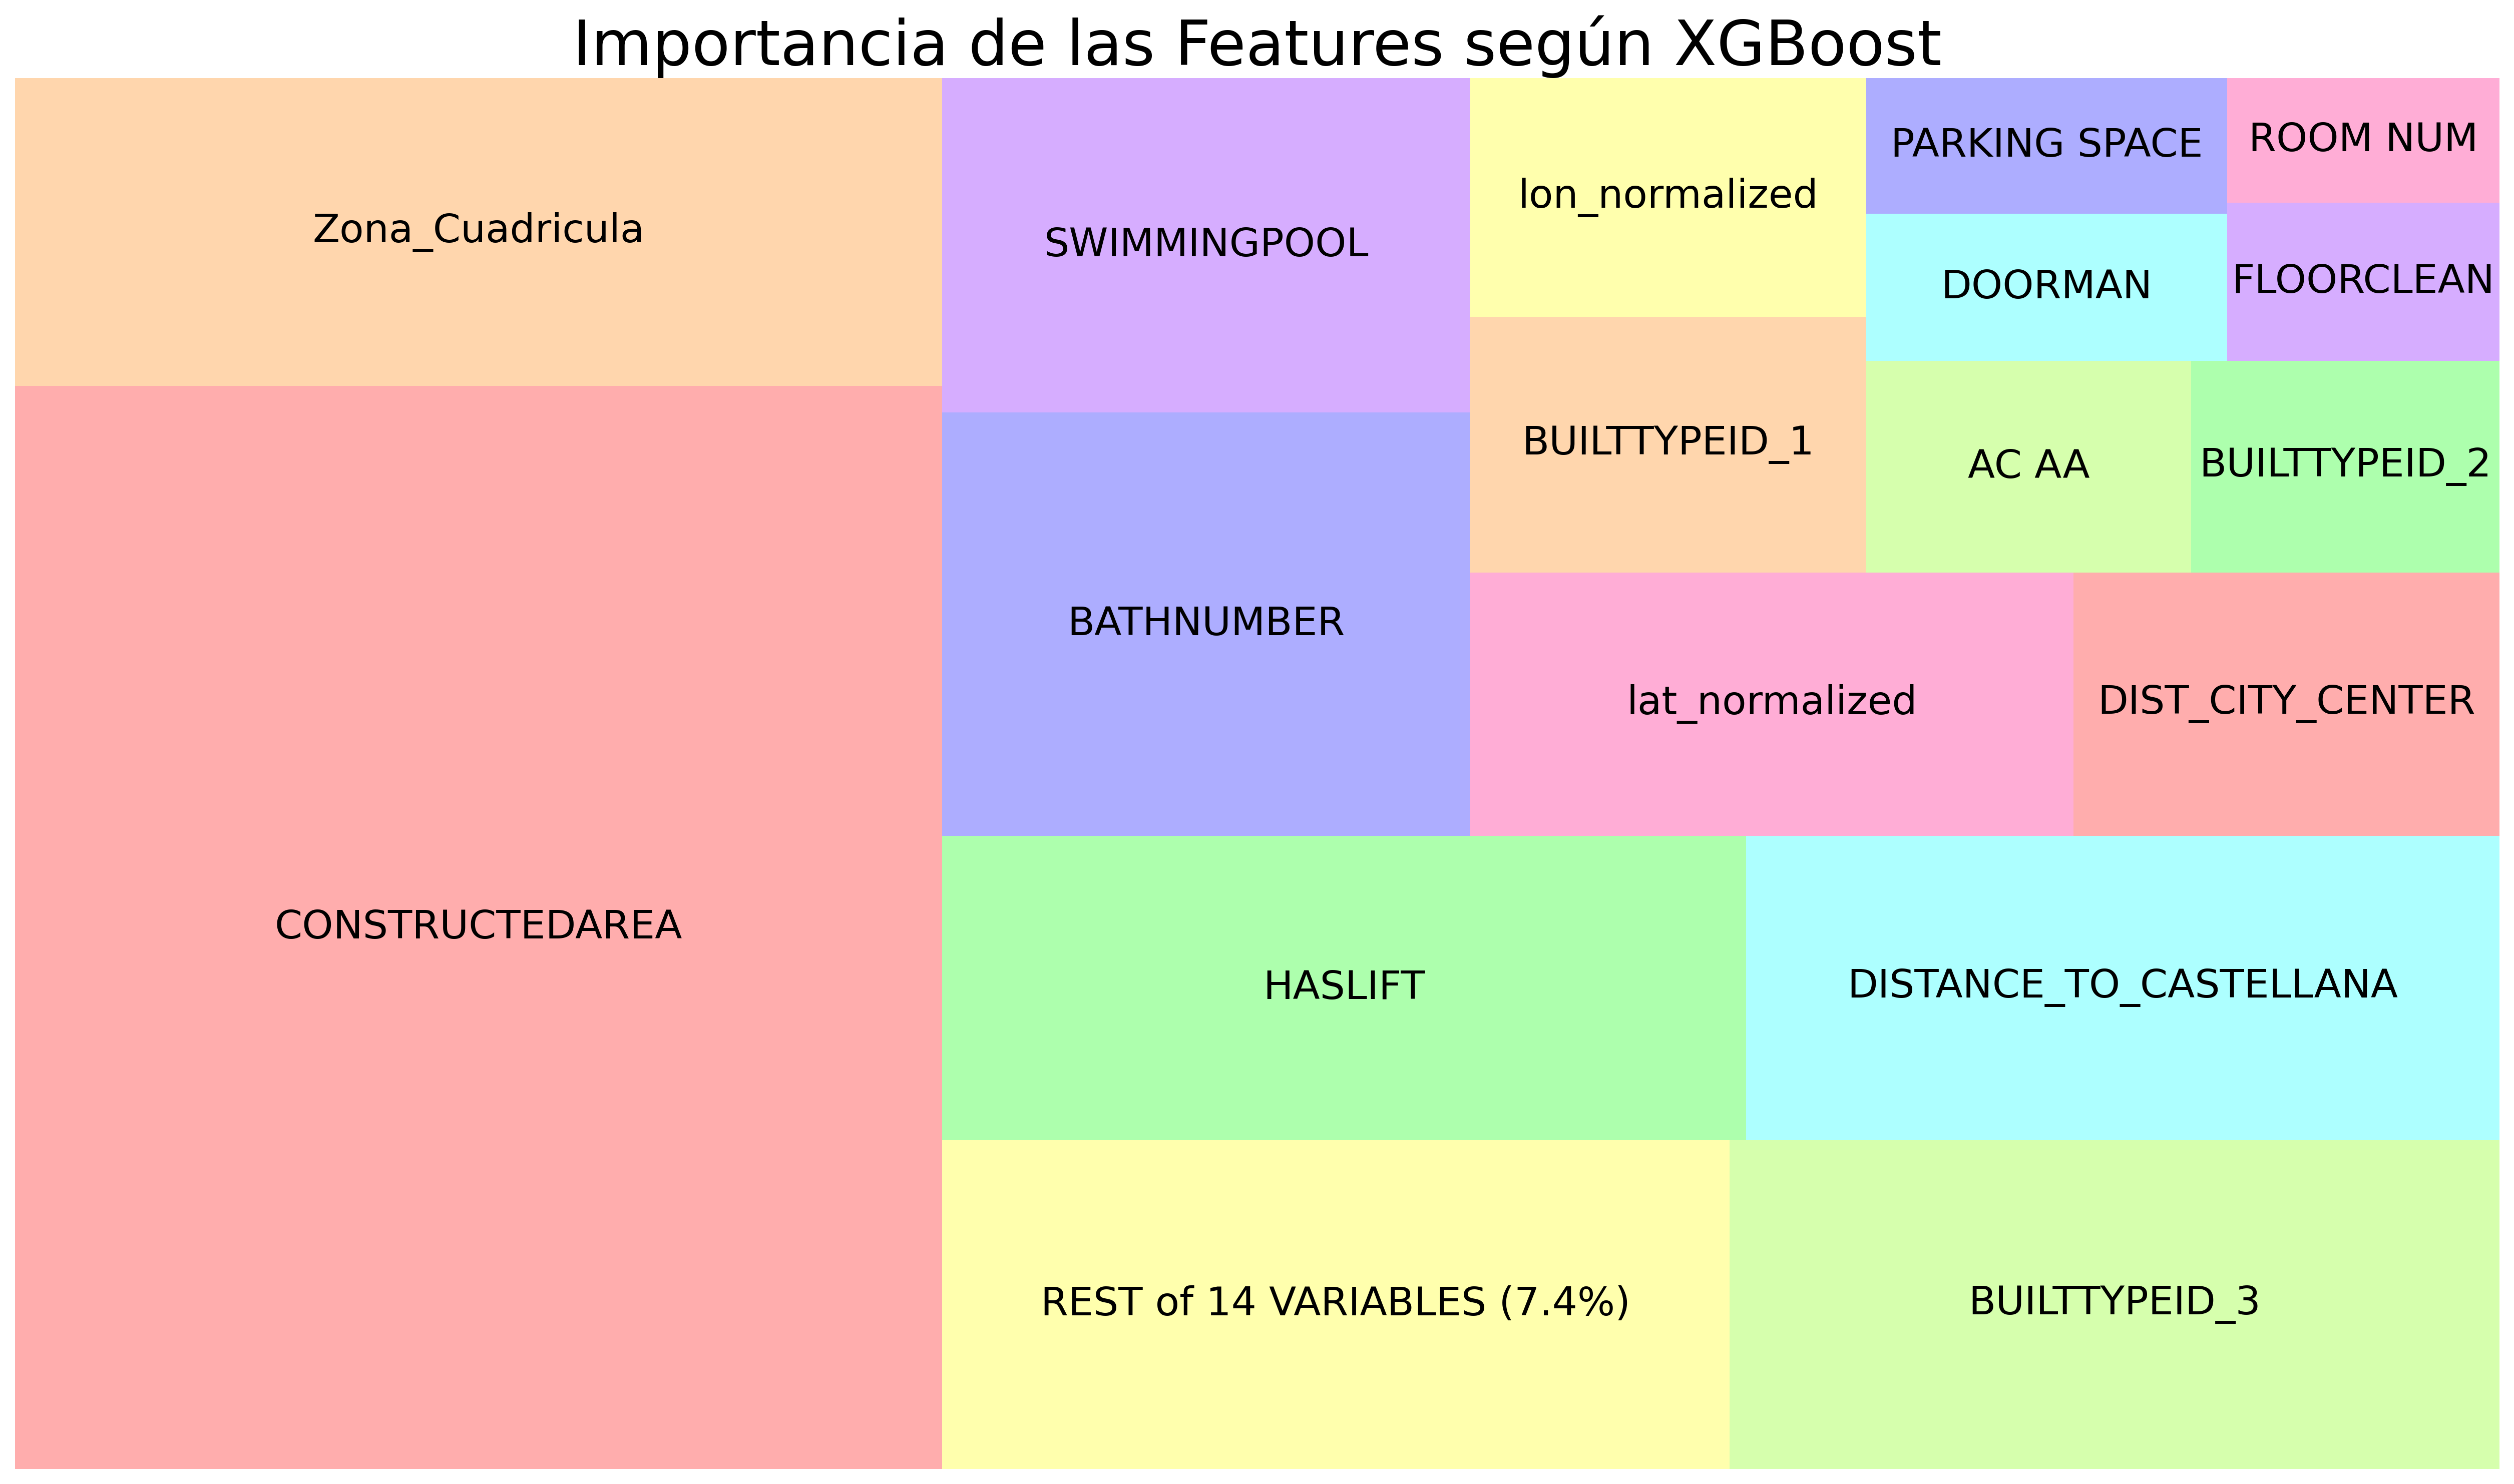 Importancia de las Features según XGBoost
Zona_Cuadricula
CONSTRUCTEDAREA
SWIMMINGPOOL
BATHNUMBER
lon_normalized
BUILTTYPEID_1
PARKING SPACE
ROOM NUM
DOORMAN
FLOORCLEAN
AC AA
BUILTTYPEID_2
lat_normalized
DIST_CITY_CENTER
HASLIFT
DISTANCE_TO_CASTELLANA
REST of 14 VARIABLES (7.4%)
BUILTTYPEID_3